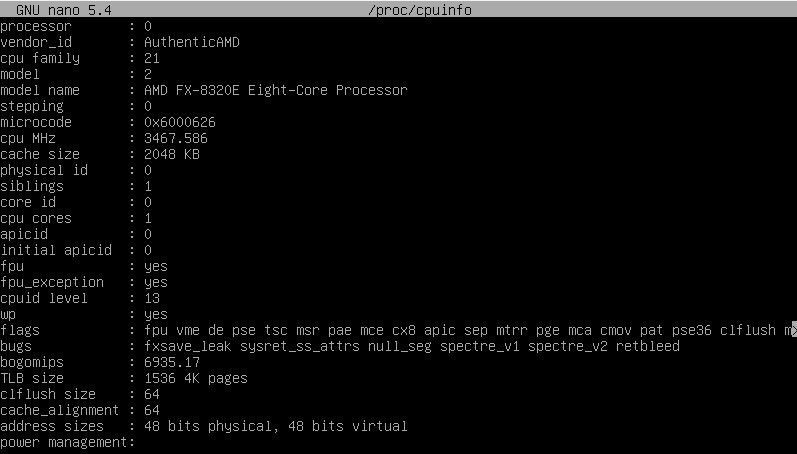 GNU nano 5.4 /proc/cpuinfo
processor : 0
vendor_id : AuthenticAMD
cpu family : 21
model : 2
model name : AMD FX-8320E Eight-Core Processor
stepping : 0
microcode : 0x6000626
cpu MHz : 3467.586
cache size : 2048 KB
physical id : 0
siblings : 1
core id : 0
cpu cores : 1
apicid : 0
initial apicid : 0
fpu : yes
fpu_exception : yes
cpuid level : 13
wp : yes
flags : fpu vme de pse tsc msr pae mce cx8 apic sep mtrr pge mca cmov pat pse36 clflush m>
bugs : fxsave_leak sysret_ss_attrs null_seg spectre_v1 spectre_v2 retbleed
bogomips : 6935.17
TLB size : 1536 4K pages
clflush size : 64
cache_alignment : 64
address sizes : 48 bits physical, 48 bits virtual
power management: